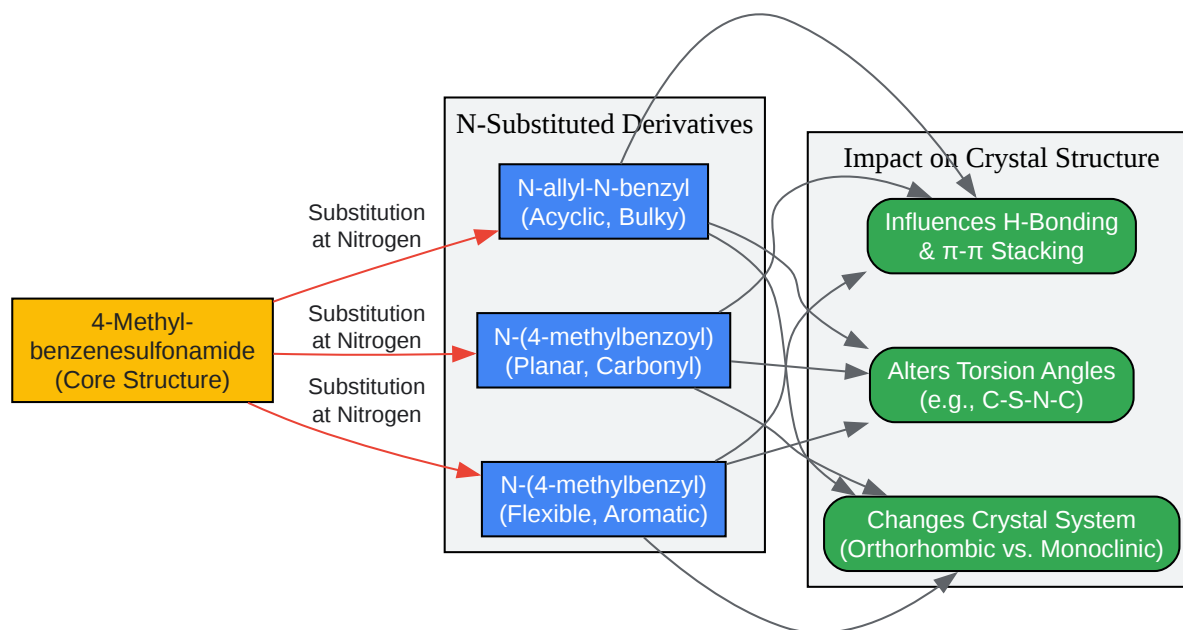 N-Substituted Derivatives
Impact on Crystal Structure
N-allyl-N-benzyl
(Acyclic, Bulky)
Influences H-Bonding
& π-π Stacking
Substitution
at Nitrogen
4-Methyl-
benzenesulfonamide
(Core Structure)
Substitution
at Nitrogen
N-(4-methylbenzoyl)
(Planar, Carbonyl)
Alters Torsion Angles
(e.g., C-S-N-C)
Substitution
at Nitrogen
N-(4-methylbenzyl)
(Flexible, Aromatic)
Changes Crystal System
(Orthorhombic vs. Monoclinic)